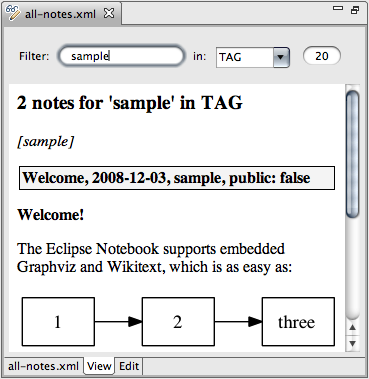 all-notes.xml
Filter: sample in: TAG 20
2 notes for 'sample' in TAG
[sample]
Welcome, 2008-12-03, sample, public: false
Welcome!
The Eclipse Notebook supports embedded
Graphviz and Wikitext, which is as easy as:
1 2 three
all-notes.xml View Edit